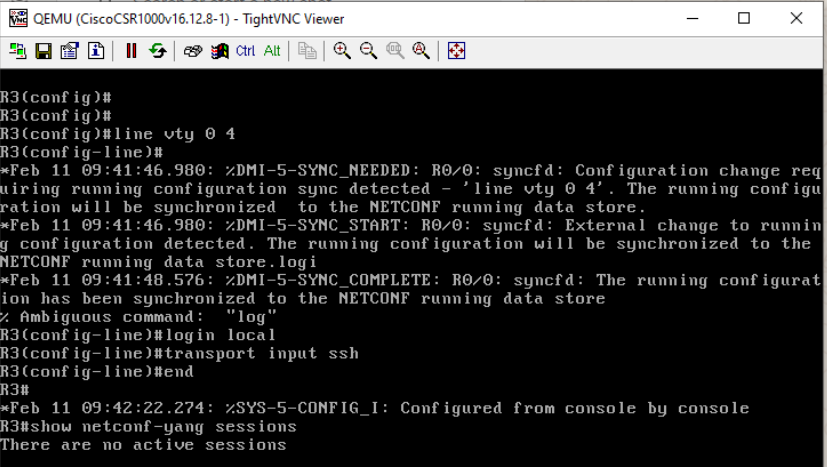 QEMU (CiscoCSR1000v16.12.8-1) - TightVNC Viewer
Ctrl Alt
R3(config)#
R3(config)#
R3(config)#line vty 0 4
R3(config-line)#
*Feb 11 09:41:46.980: %DMI-5-SYNC_NEEDED: R0/0: syncfd: Configuration change req
uiring running configuration sync detected - 'line vty 0 4'. The running configu
ration will be synchronized  to the NETCONF running data store.
*Feb 11 09:41:46.980: %DMI-5-SYNC_START: R0/0: syncfd: External change to runnin
g configuration detected. The running configuration will be synchronized to the
NETCONF running data store.logi
*Feb 11 09:41:48.576: %DMI-5-SYNC_COMPLETE: R0/0: syncfd: The running configurat
ion has been synchronized to the NETCONF running data store
% Ambiguous command:  "log"
R3(config-line)#login local
R3(config-line)#transport input ssh
R3(config-line)#end
R3#
*Feb 11 09:42:22.274: %SYS-5-CONFIG_I: Configured from console by console
R3#show netconf-yang sessions
There are no active sessions